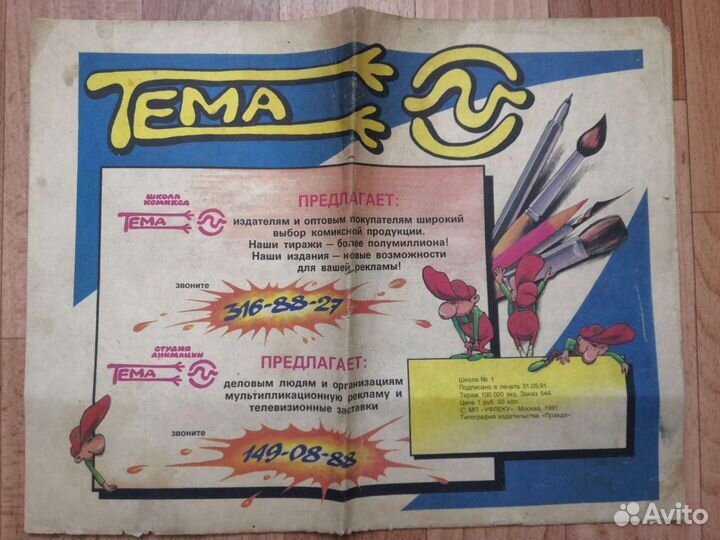 ТЕМА
ШКОЛА
КОМИКСА
ТЕМА
ПРЕДЛАГАЕТ:
издателям и оптовым покупателям широкий
выбор комиксной продукции.
Наши тиражи — более полумиллиона!
Наши издания — новые возможности
для вашей рекламы!
звоните
316-88-27
СТУДИЯ
АНИМАЦИИ
ТЕМА
ПРЕДЛАГАЕТ:
деловым людям и организациям
мультипликационную рекламу и
телевизионные заставки
звоните
149-08-88
Школа № 1
Подписано в печать 31.05.91.
Тираж 100 000 экз. Заказ 544.
Цена 1 руб. 50 коп.
© МП «УФЛЕКУ», Москва, 1991.
Типография издательства «Правда»
Avito